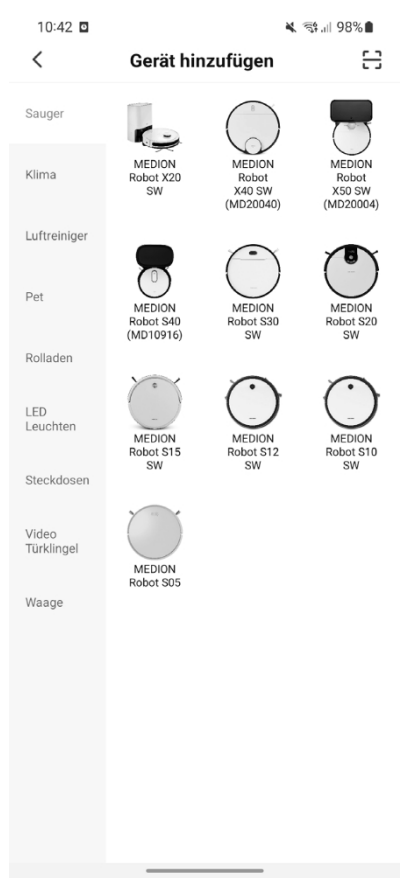 10:42
98%
Gerät hinzufügen
Sauger
Klima
Luftreiniger
Pet
Rolladen
LED
Leuchten
Steckdosen
Video
Türklingel
Waage
MEDION
Robot X20
SW
MEDION
Robot
X40 SW
(MD20040)
MEDION
Robot
X50 SW
(MD20004)
MEDION
Robot S40
(MD10916)
MEDION
Robot S30
SW
MEDION
Robot S20
SW
MEDION
Robot S15
SW
MEDION
Robot S12
SW
MEDION
Robot S10
SW
MEDION
Robot S05